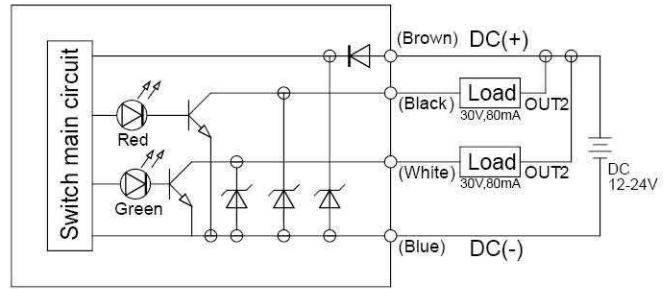 Switch main circuit
Red
Green
(Brown) DC(+)
(Black) Load OUT2
30V,80mA
(White) Load OUT2
30V,80mA
(Blue) DC(-)
DC
12-24V